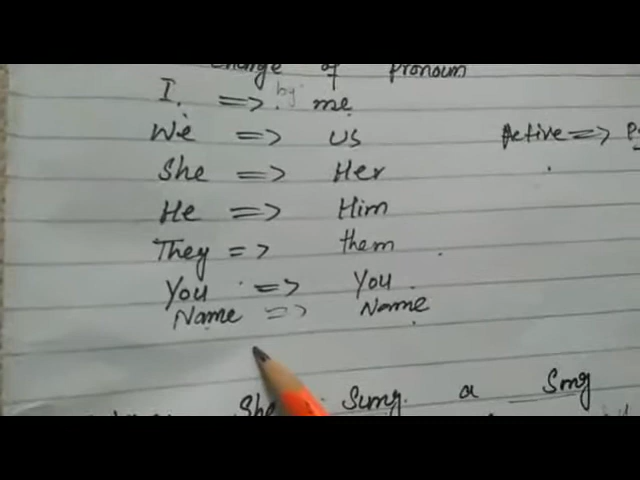 Change of Pronoun
I. => by me
We => us
She => Her
He => Him
They => them
You => You
Name => Name
Active =>
She Sung. a Song